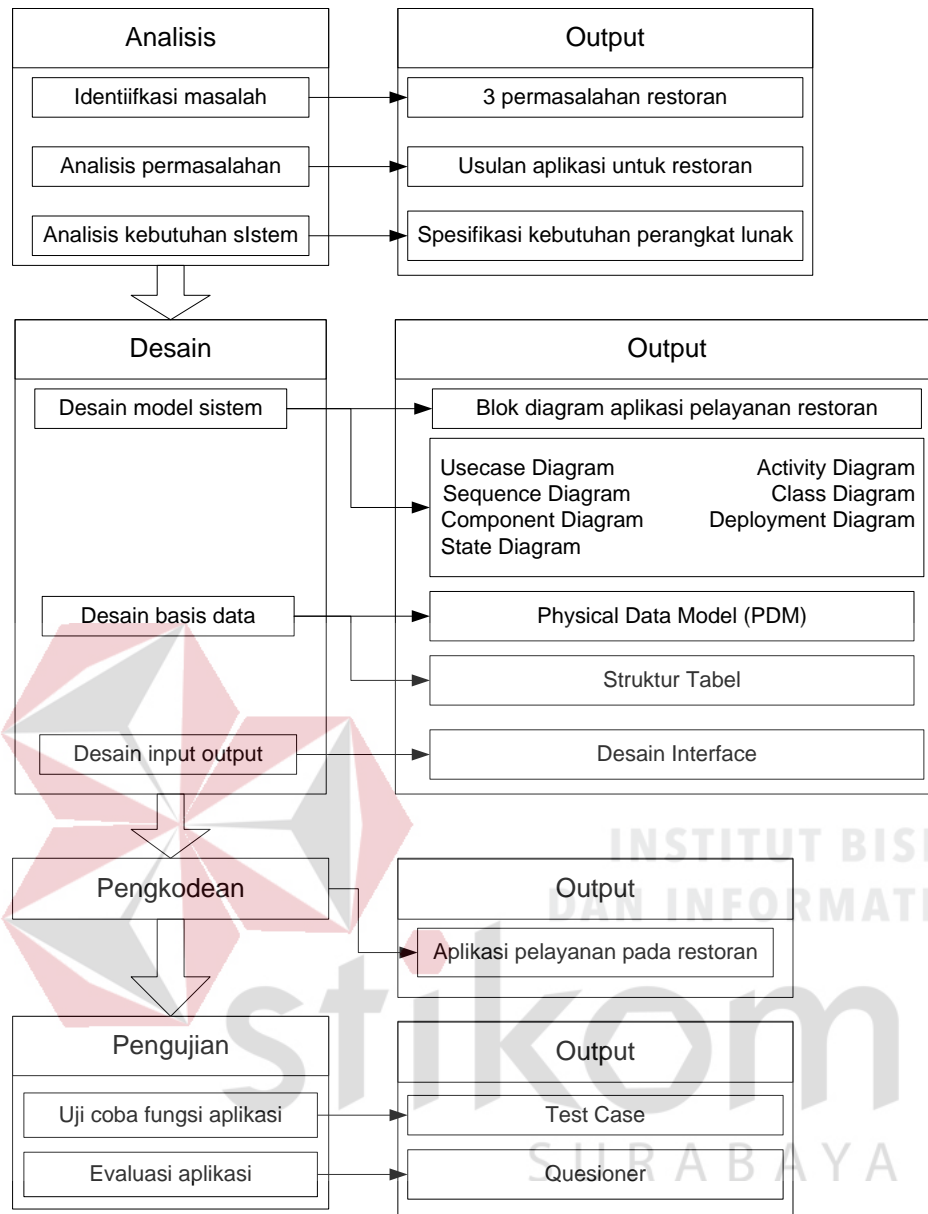 Analisis
Output
Identiifkasi masalah
3 permasalahan restoran
Analisis permasalahan
Usulan aplikasi untuk restoran
Analisis kebutuhan sIstem
Spesifikasi kebutuhan perangkat lunak
Desain
Output
Desain model sistem
Blok diagram aplikasi pelayanan restoran
Usecase Diagram Activity Diagram
Sequence Diagram Class Diagram
Component Diagram Deployment Diagram
State Diagram
Desain basis data
Physical Data Model (PDM)
Struktur Tabel
Desain input output
Desain Interface
INSTITUT BISI
DAN INFORMATI
Pengkodean
Output
Aplikasi pelayanan pada restoran
stikom
SURABAYA
Pengujian
Output
Uji coba fungsi aplikasi
Test Case
Evaluasi aplikasi
Quesioner